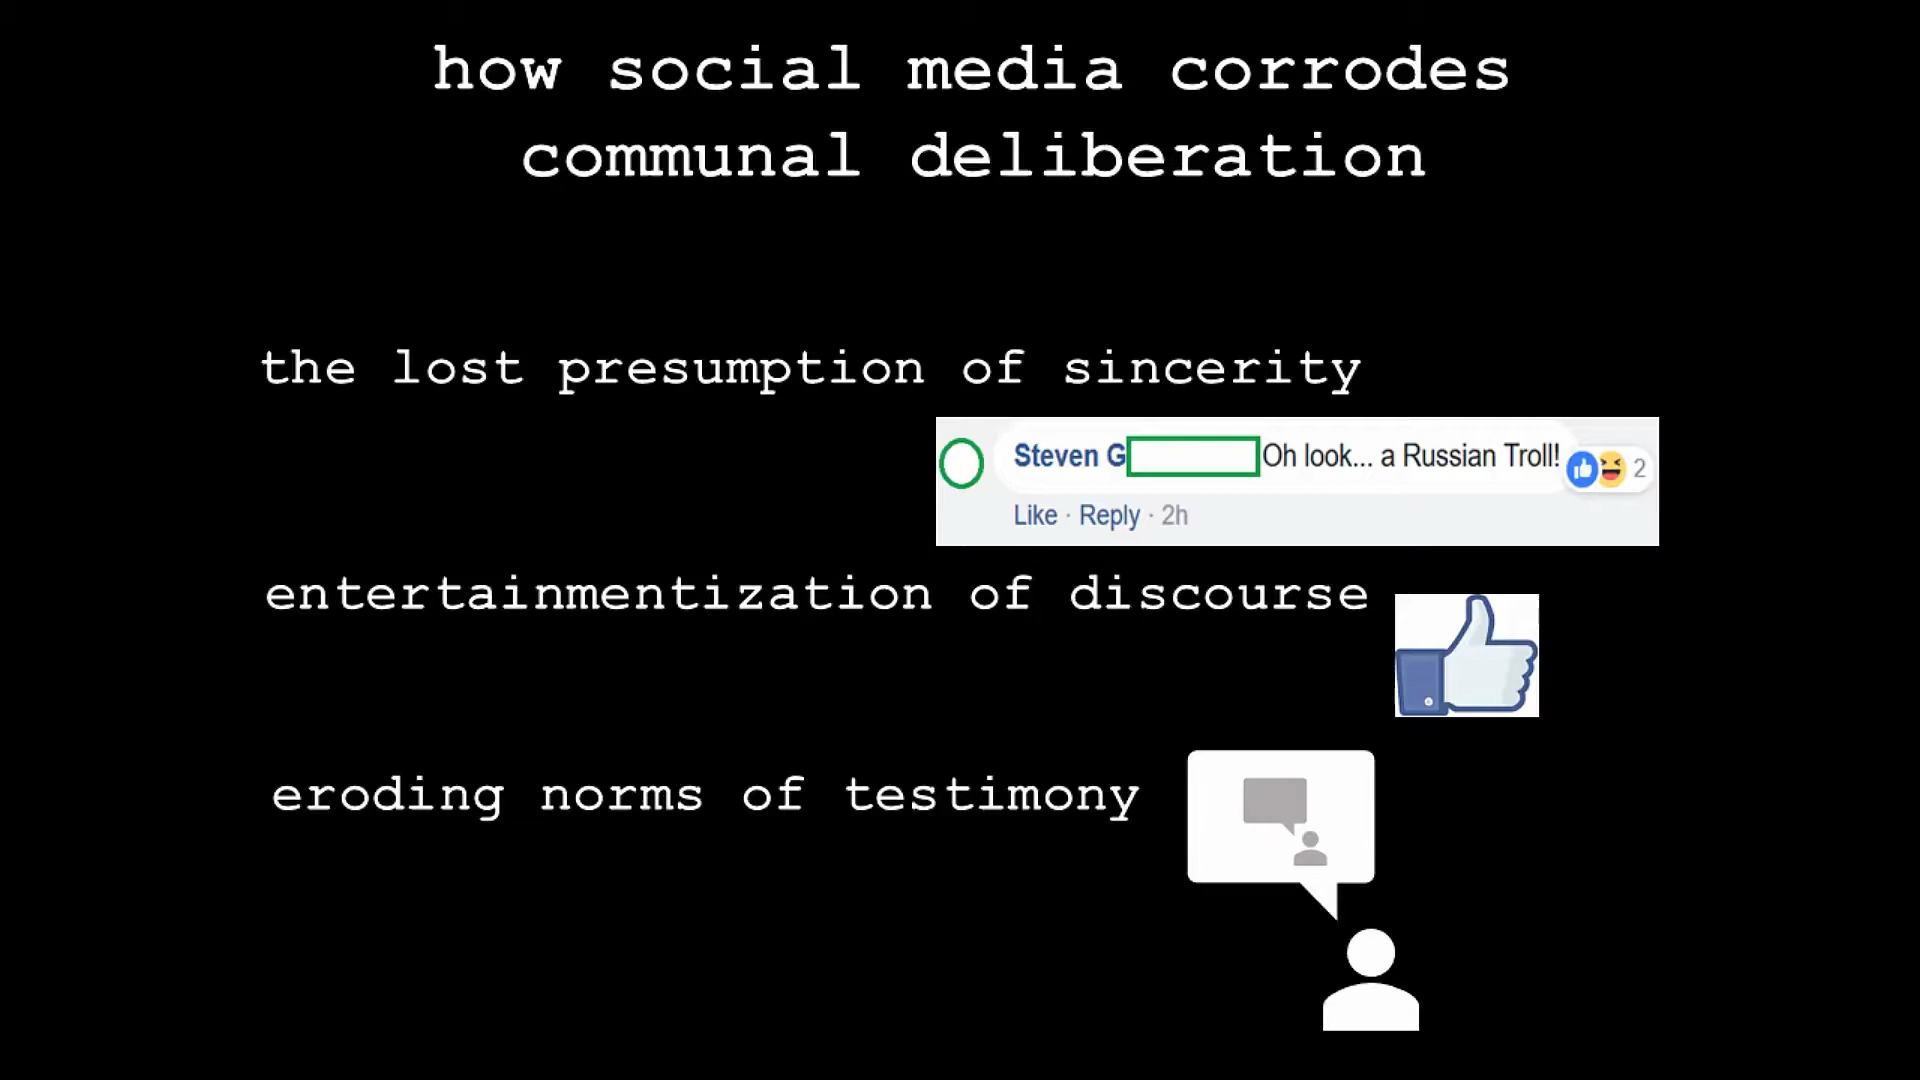 how social media corrodes
communal deliberation
the lost presumption of sincerity
Steven G Oh look... a Russian Troll! 2
Like · Reply · 2h
entertainmentization of discourse
eroding norms of testimony